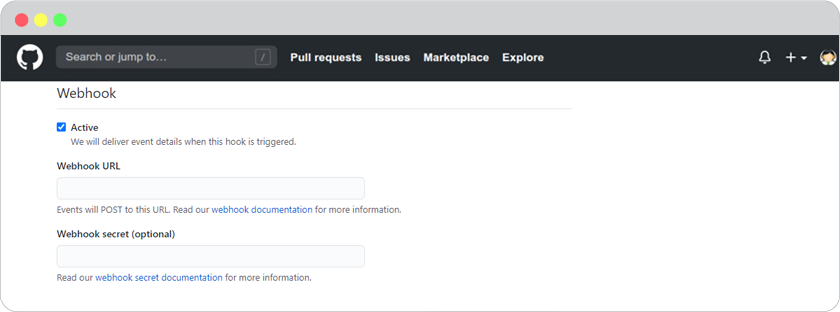 Search or jump to… / Pull requests Issues Marketplace Explore
Webhook
Active
We will deliver event details when this hook is triggered.
Webhook URL
Events will POST to this URL. Read our webhook documentation for more information.
Webhook secret (optional)
Read our webhook secret documentation for more information.